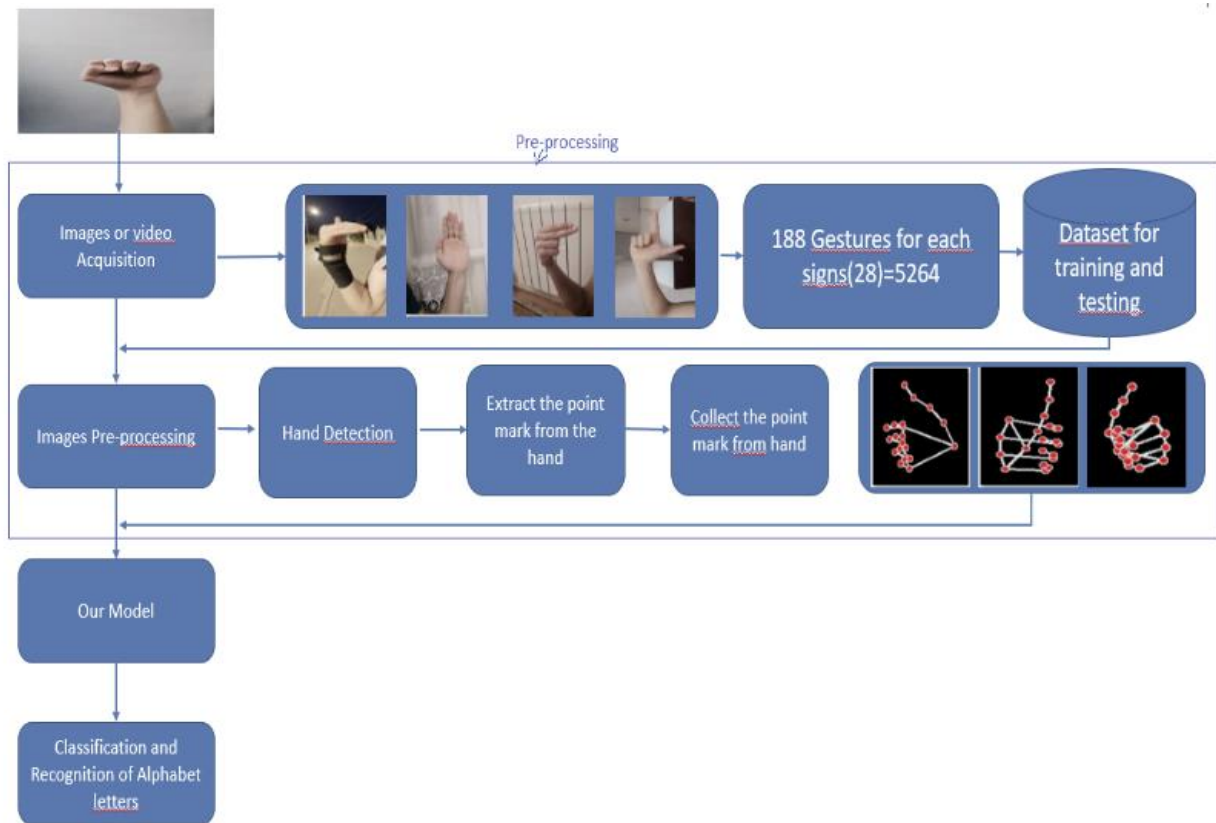 Pre-processing
Images or video
Acquisition
188 Gestures for each
signs(28)=5264
Dataset for
training and
testing
Images Pre-processing
Hand Detection
Extract the point
mark from the
hand
Collect the point
mark from hand
Our Model
Classification and
Recognition of Alphabet
letters